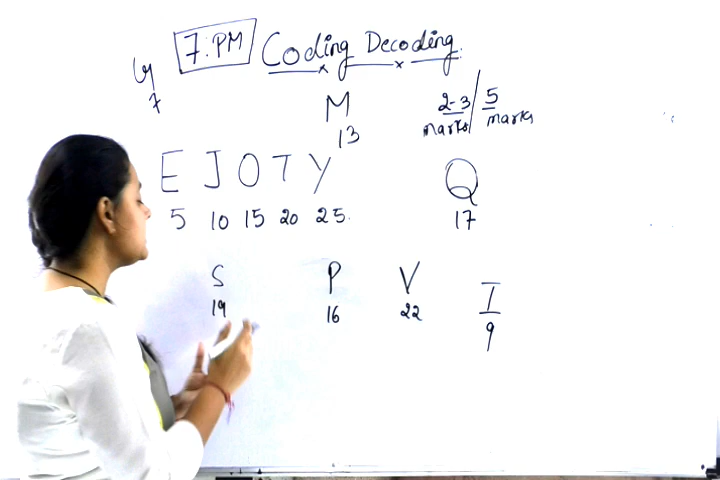 7:PM Coding Decoding
7
M
13
2-3 marks / 5 marks
E J O T Y
5 10 15 20 25
Q
17
S P V I
19 16 22 9